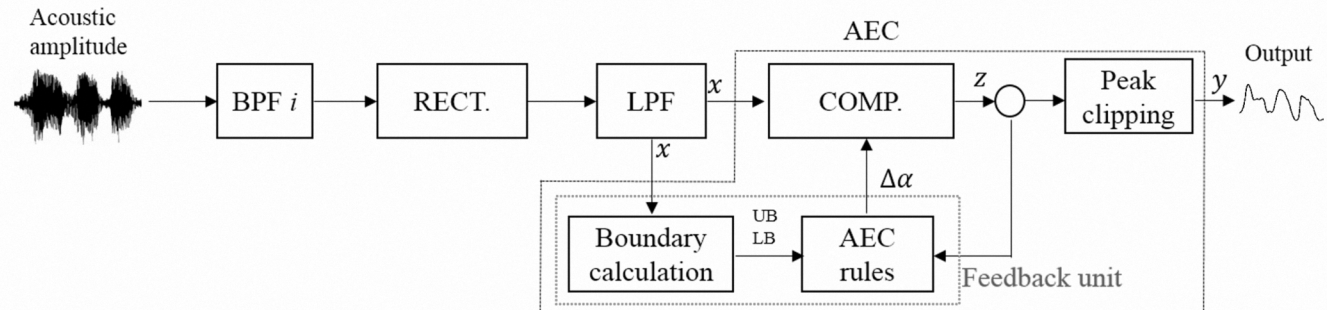 Acoustic
amplitude
AEC
Output
BPF i
RECT.
LPF
x
COMP.
z
Peak
clipping
y
x
Δα
Boundary
calculation
UB
LB
AEC
rules
Feedback unit